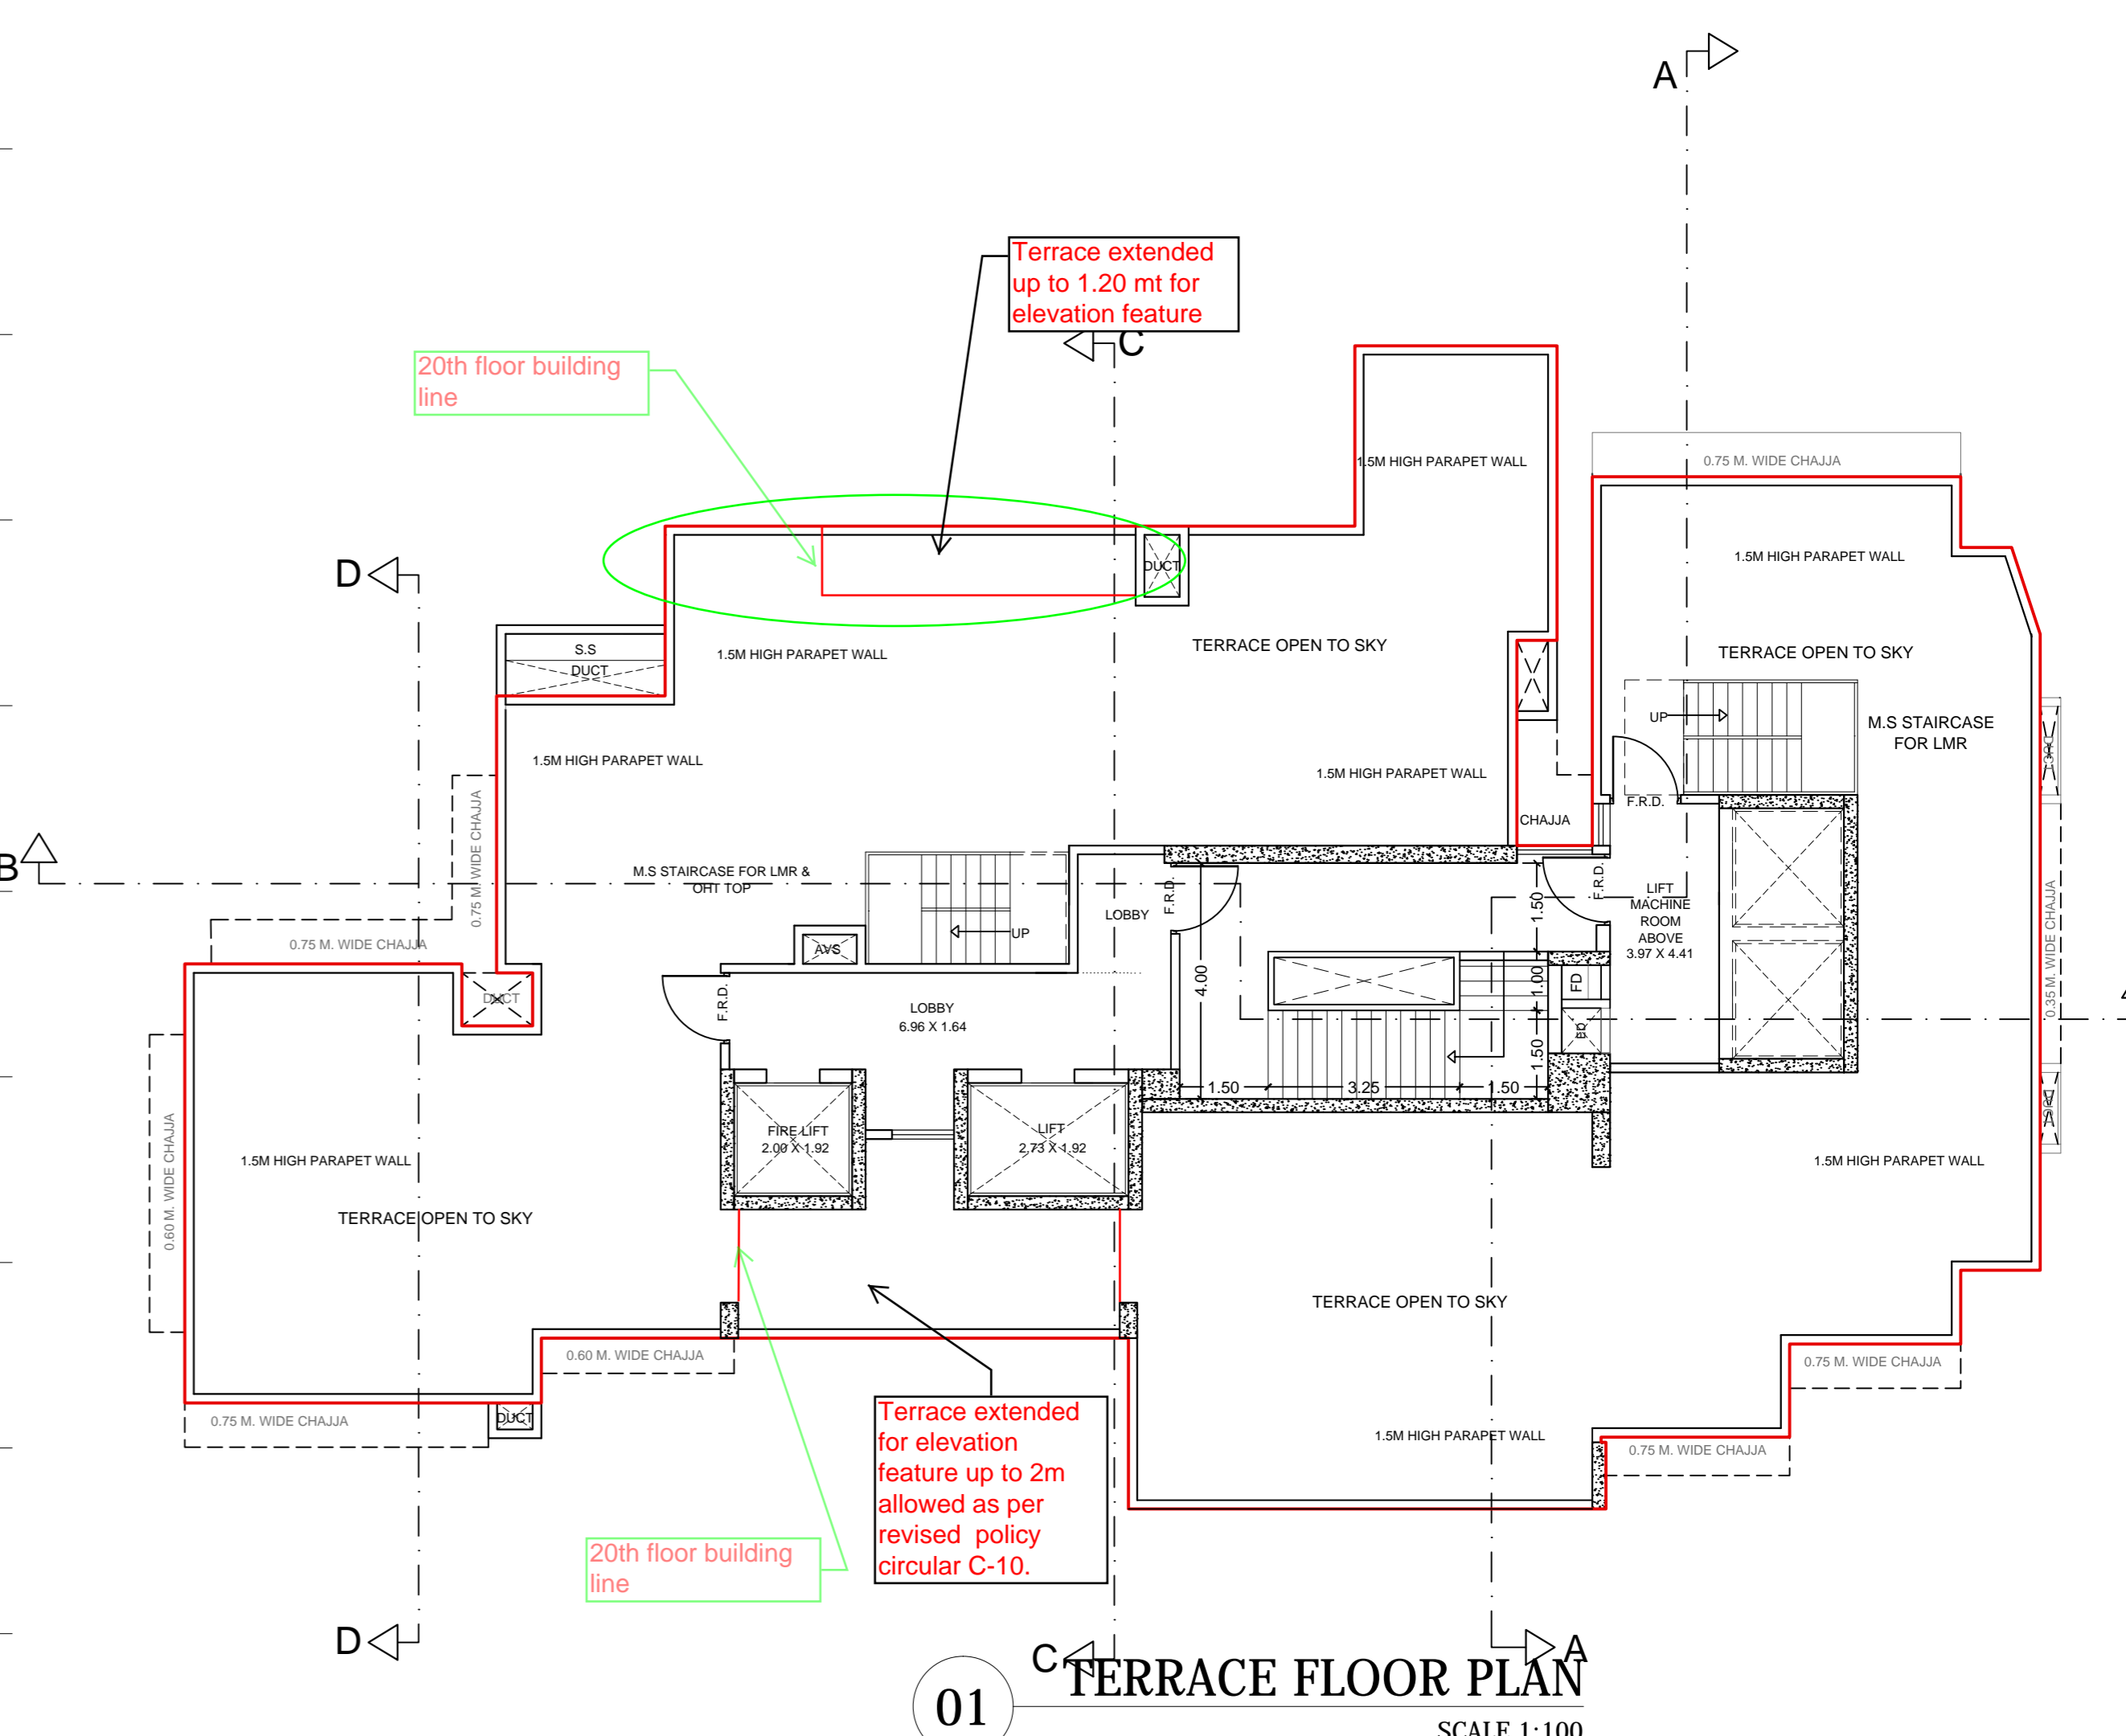 A
Terrace extended
up to 1.20 mt for
elevation feature
C
20th floor building
line
1.5M HIGH PARAPET WALL
0.75 M. WIDE CHAJJA
1.5M HIGH PARAPET WALL
DUCT
D
S.S
DUCT
1.5M HIGH PARAPET WALL
TERRACE OPEN TO SKY
TERRACE OPEN TO SKY
UP
M.S STAIRCASE
FOR LMR
DUCT
1.5M HIGH PARAPET WALL
1.5M HIGH PARAPET WALL
0.75 M. WIDE CHAJJA
F.R.D.
CHAJJA
B
M.S STAIRCASE FOR LMR &
OHT TOP
F.R.D.
F.R.D.
1.50
LIFT
MACHINE
ROOM
ABOVE
3.97 X 4.41
LOBBY
UP
0.75 M. WIDE CHAJJA
AVS
0.35 M. WIDE CHAJJA
4.00
1.00
FD
DUCT
F.R.D.
LOBBY
6.96 X 1.64
ED
1.50
1.50
3.25
1.50
DUCT
FIRE LIFT
2.00 X 1.92
LIFT
2.73 X 1.92
0.60 M. WIDE CHAJJA
1.5M HIGH PARAPET WALL
1.5M HIGH PARAPET WALL
TERRACE OPEN TO SKY
TERRACE OPEN TO SKY
0.60 M. WIDE CHAJJA
0.75 M. WIDE CHAJJA
0.75 M. WIDE CHAJJA
DUCT
Terrace extended
for elevation
feature up to 2m
allowed as per
revised policy
circular C-10.
1.5M HIGH PARAPET WALL
0.75 M. WIDE CHAJJA
20th floor building
line
D
C
A
01
TERRACE FLOOR PLAN
SCALE 1:100